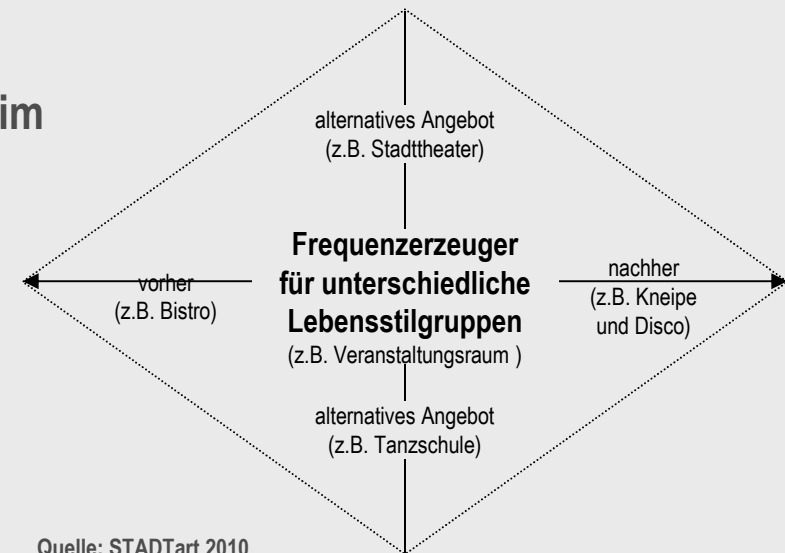 im
alternatives Angebot
(z.B. Stadttheater)
Frequenzerzeuger
für unterschiedliche
Lebensstilgruppen
(z.B. Veranstaltungsraum )
vorher
(z.B. Bistro)
nachher
(z.B. Kneipe
und Disco)
alternatives Angebot
(z.B. Tanzschule)
Quelle: STADTart 2010